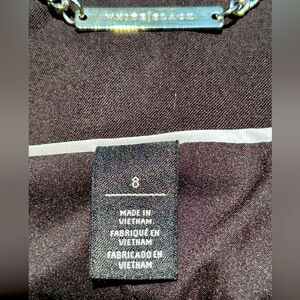 WHITE|BLACK
8
MADE IN
VIETNAM
FABRIQUÉ EN
VIETNAM
FABRICADO EN
VIETNAM